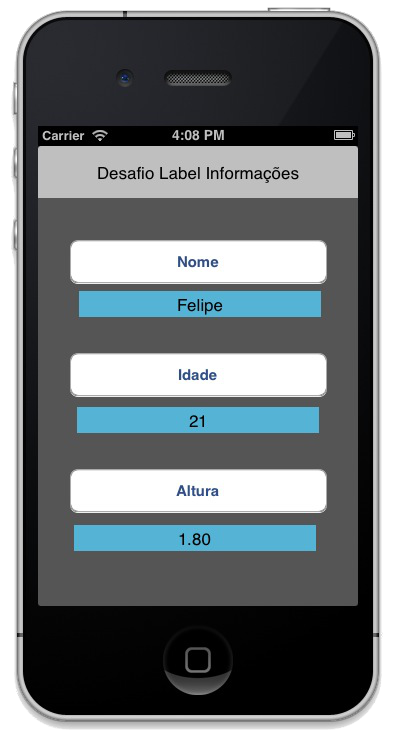 Carrier 4:08 PM
Desafio Label Informações
Nome
Felipe
Idade
21
Altura
1.80